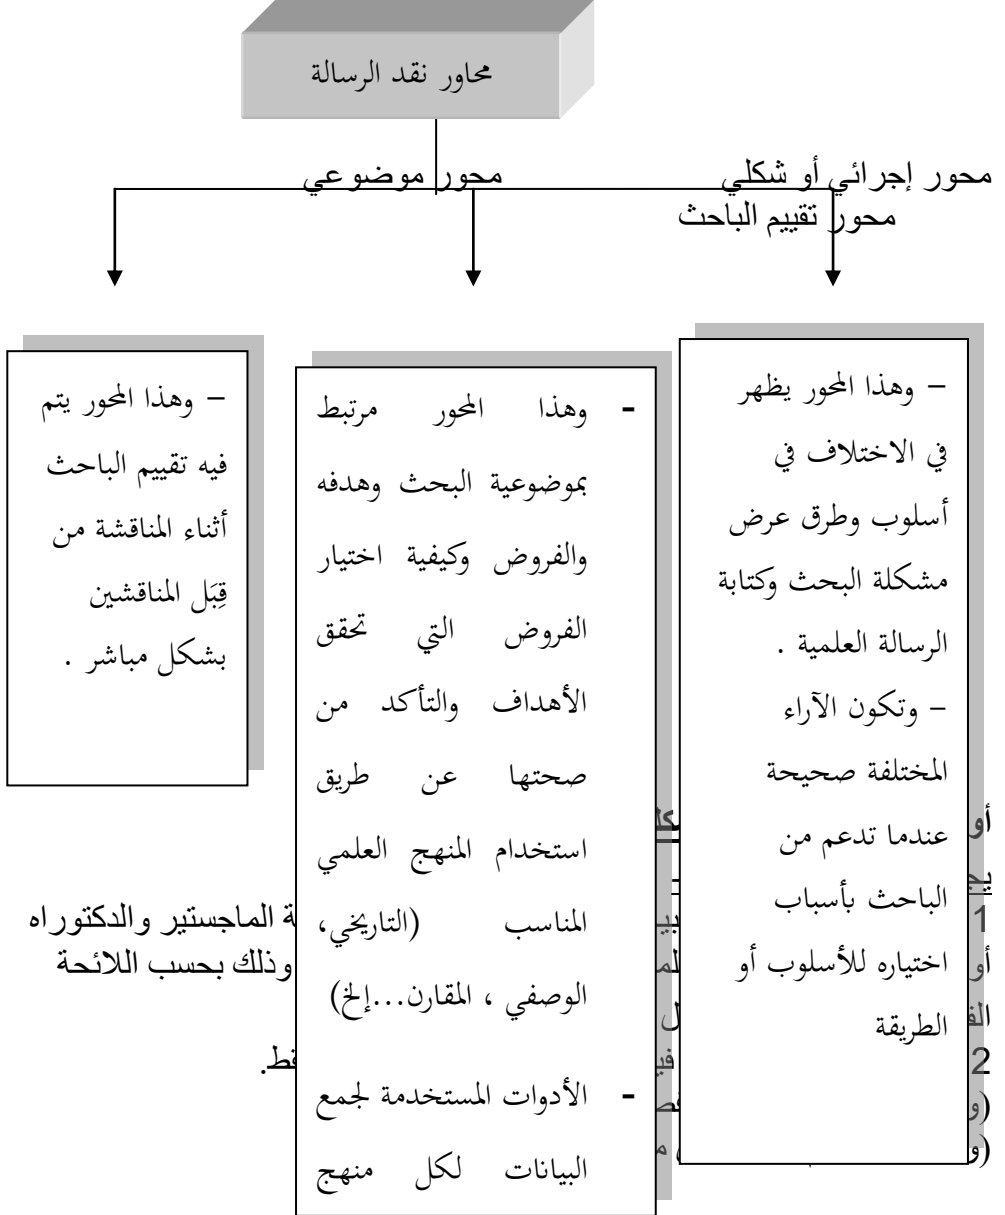 محاور نقد الرسالة
محور إجرائي أو شكلي محور موضوعي
محور تقييم الباحث
– وهذا المحور يظهر
في الاختلاف في
أسلوب وطرق عرض
مشكلة البحث وكتابة
الرسالة العلمية .
– وتكون الآراء
المختلفة صحيحة
عندما تدعم من
الباحث بأسباب
اختياره للأسلوب أو
الطريقة
- وهذا المحور مرتبط
بموضوعية البحث وهدفه
والفروض وكيفية اختيار
الفروض التي تحقق
الأهداف والتأكد من
صحتها عن طريق
استخدام المنهج العلمي
المناسب (التاريخي،
الوصفي ، المقارن...إلخ)
- الأدوات المستخدمة لجمع
البيانات لكل منهج
– وهذا المحور يتم
فيه تقييم الباحث
أثناء المناقشة من
قِبَل المناقشين
بشكل مباشر .
1 الماجستير والدكتوراه
أو وذلك بحسب اللائحة
2